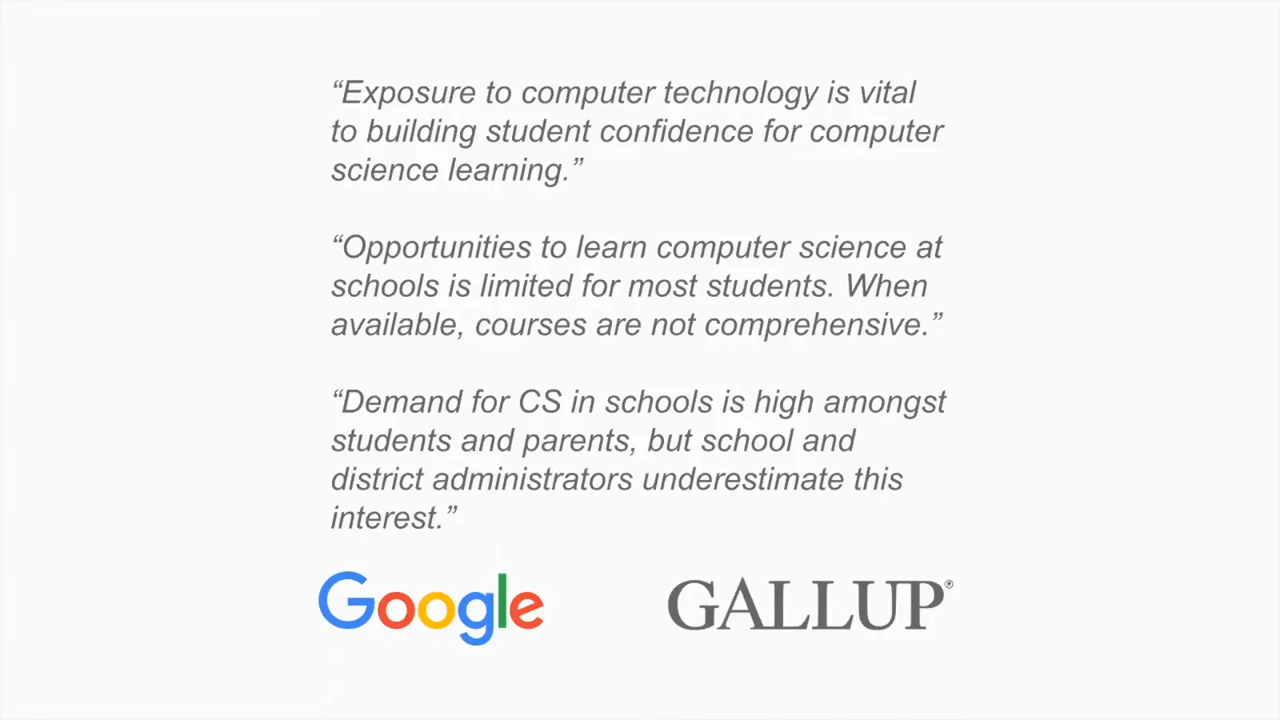 “Exposure to computer technology is vital
to building student confidence for computer
science learning.”
“Opportunities to learn computer science at
schools is limited for most students. When
available, courses are not comprehensive.”
“Demand for CS in schools is high amongst
students and parents, but school and
district administrators underestimate this
interest.”
Google GALLUP®